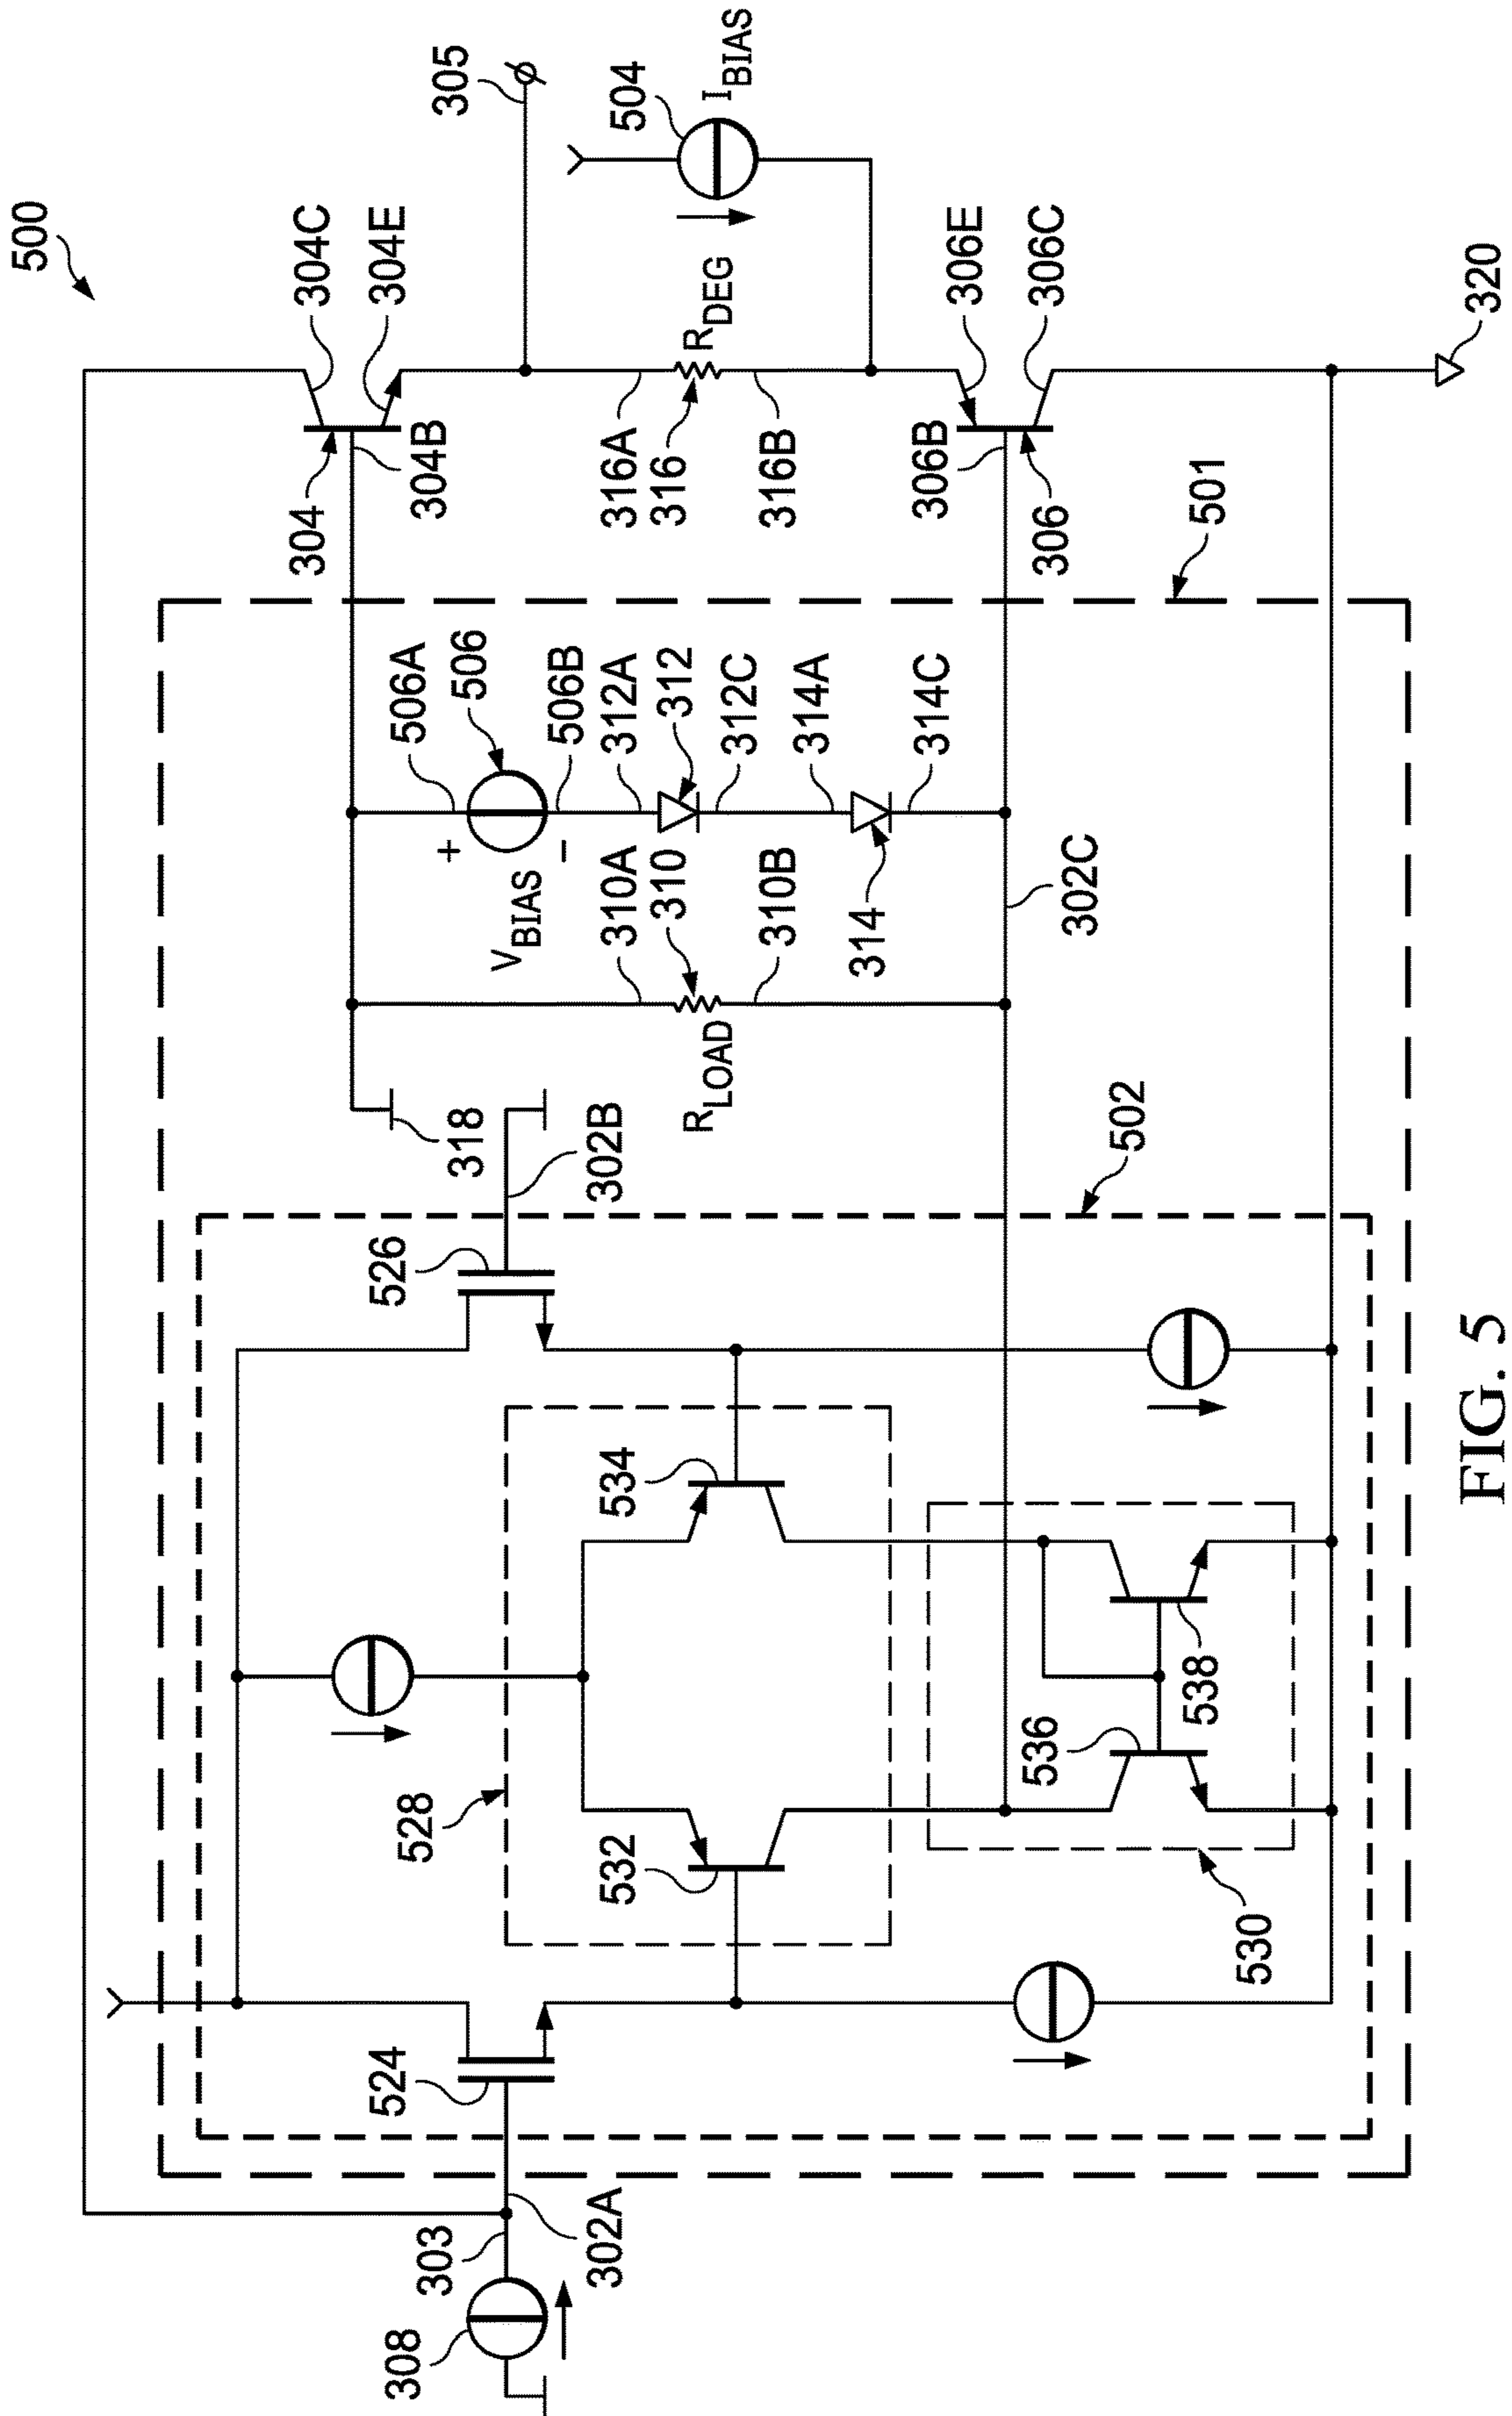 500
304C
304E
304
304B
305
504
IBIAS
316A
316
RDEG
316B
306E
306C
306B
306
320
501
506A
506
506B
VBIAS
312A
312
312C
314A
314C
314
310A
310
310B
RLOAD
302C
318
302B
502
526
534
528
532
536
538
530
524
303
302A
308
FIG. 5
+
–